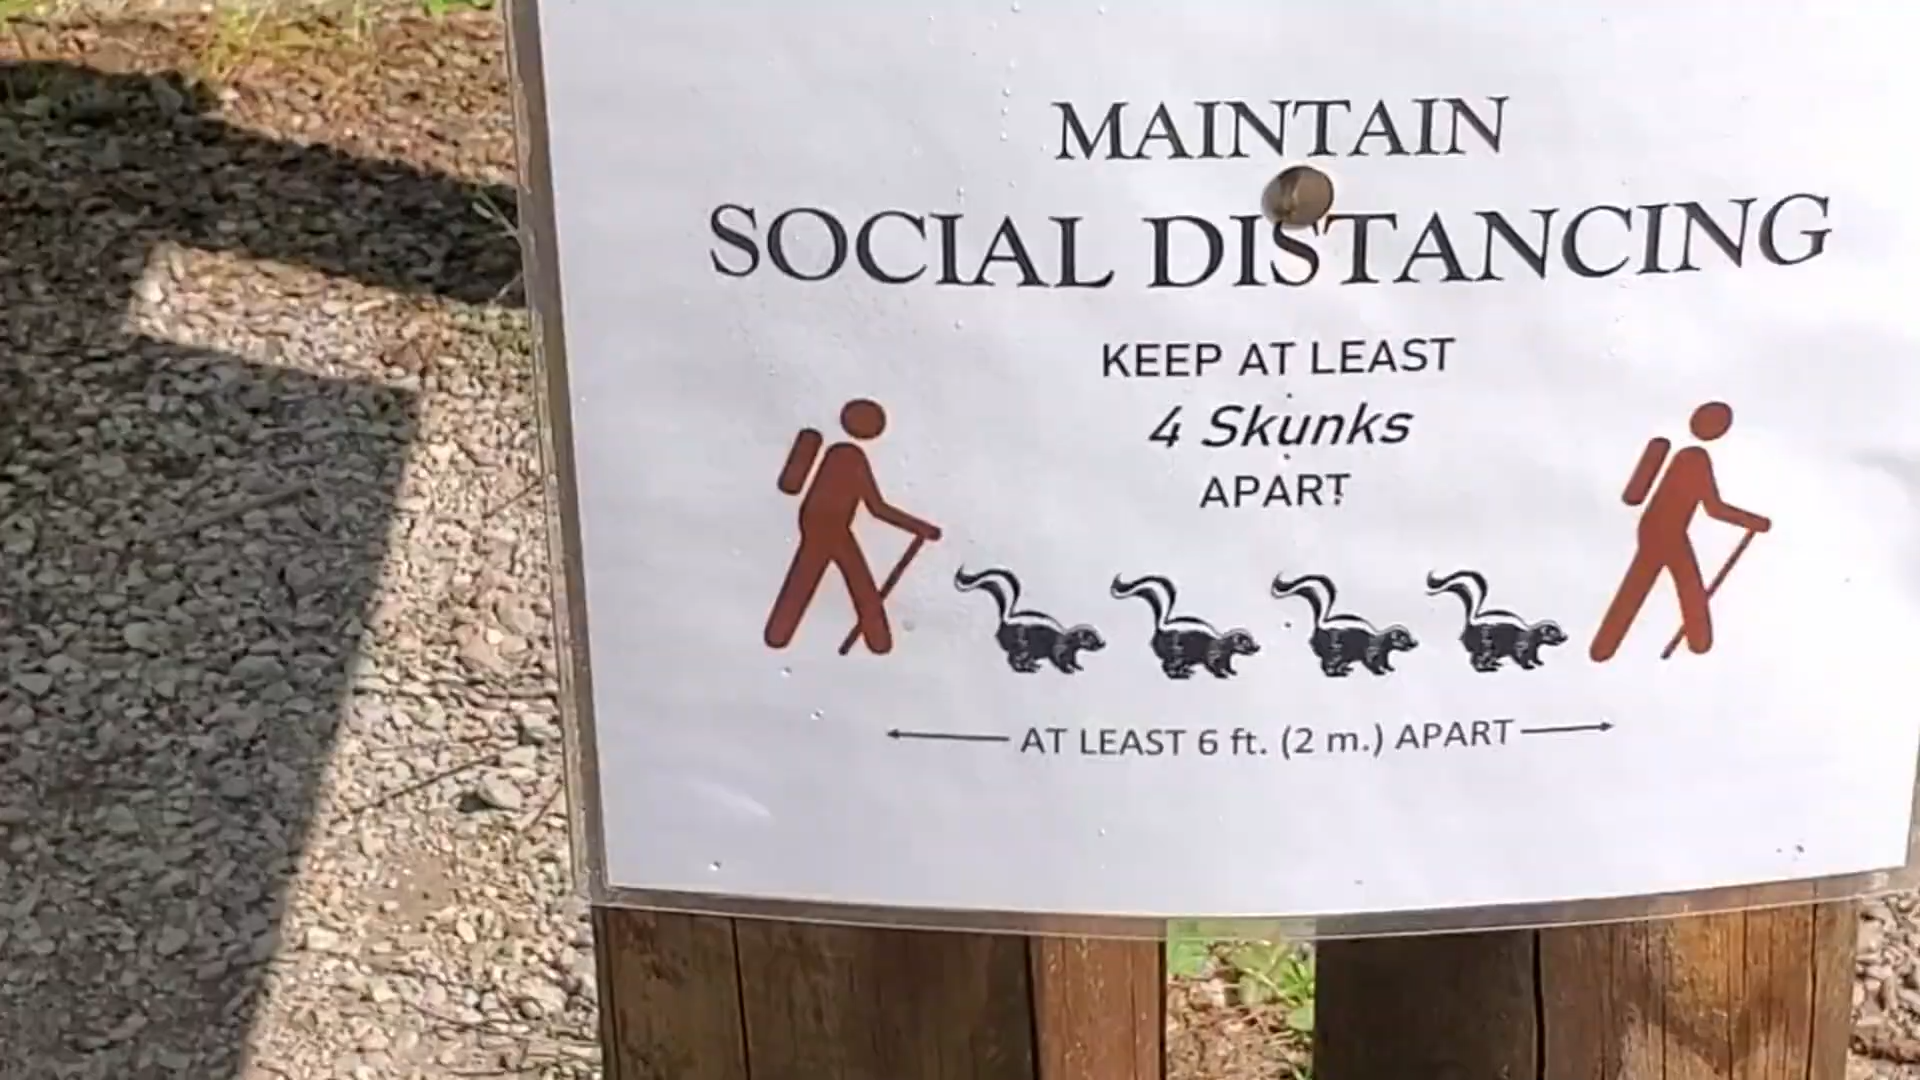 MAINTAIN
SOCIAL DISTANCING
KEEP AT LEAST
4 Skunks
APART
AT LEAST 6 ft. (2 m.) APART